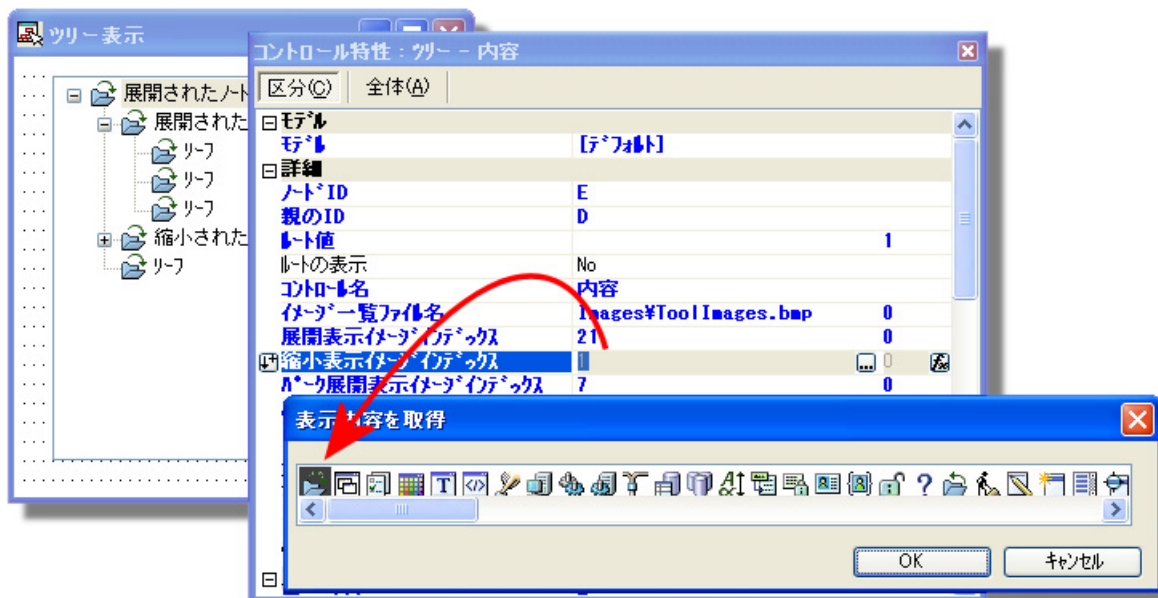 ツリー表示
展開されたノート
展開された
リーフ
リーフ
リーフ
縮小された
リーフ
コントロール特性：ツリー - 内容
区分(C)
全体(A)
モデル
モデル [デフォルト]
詳細
ノードID E
親のID D
ルート値 1
ルートの表示 No
コントロール名 内容
イメージ一覧ファイル名 Images¥ToolImages.bmp 0
展開表示イメージインデックス 21 0
縮小表示イメージインデックス 1 ... 0
パーク展開表示イメージインデックス 7 0
表示内容を取得
OK
キャンセル